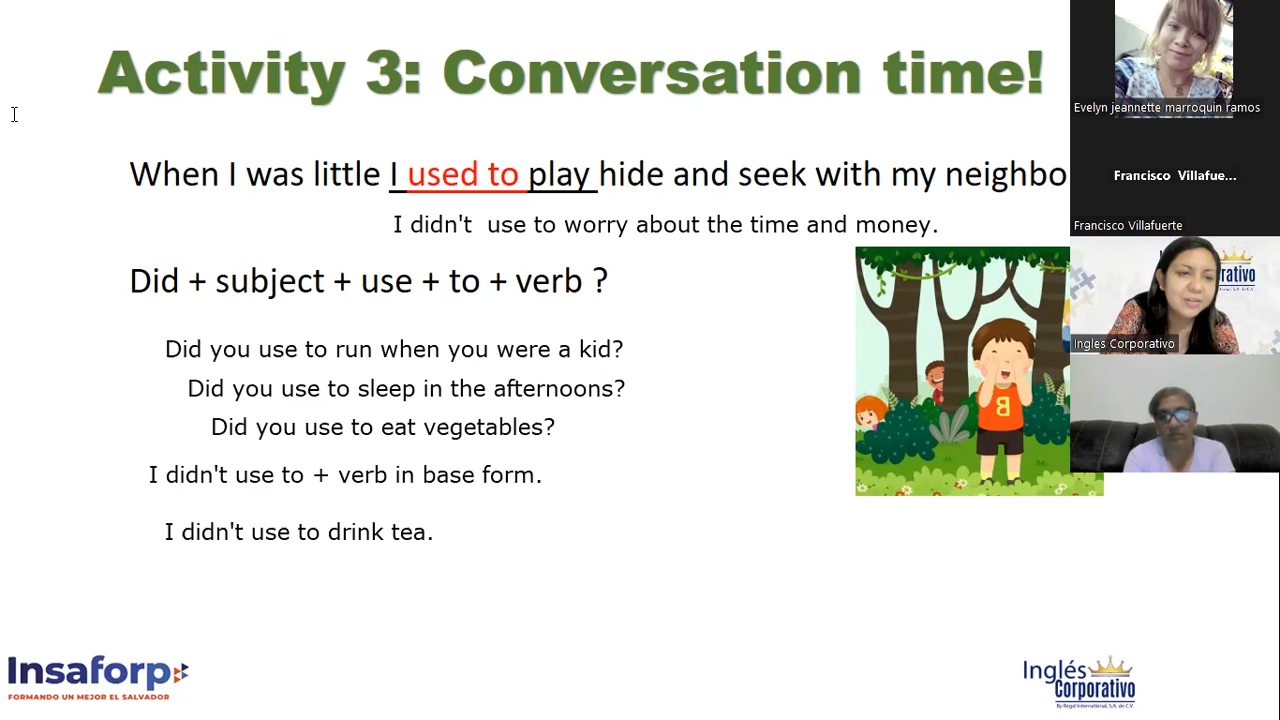 Activity 3: Conversation time!
Evelyn jeannette marroquin ramos
When I was little I used to play hide and seek with my neighbo
Francisco Villafue...
Francisco Villafuerte
I didn't use to worry about the time and money.
Did + subject + use + to + verb ?
Did you use to run when you were a kid?
Ingles Corporativo
Did you use to sleep in the afternoons?
Did you use to eat vegetables?
B
I didn't use to + verb in base form.
I didn't use to drink tea.
Insaforp
FORMANDO UN MEJOR EL SALVADOR
Inglés
Corporativo
By Regal International, S.A. de C.V.